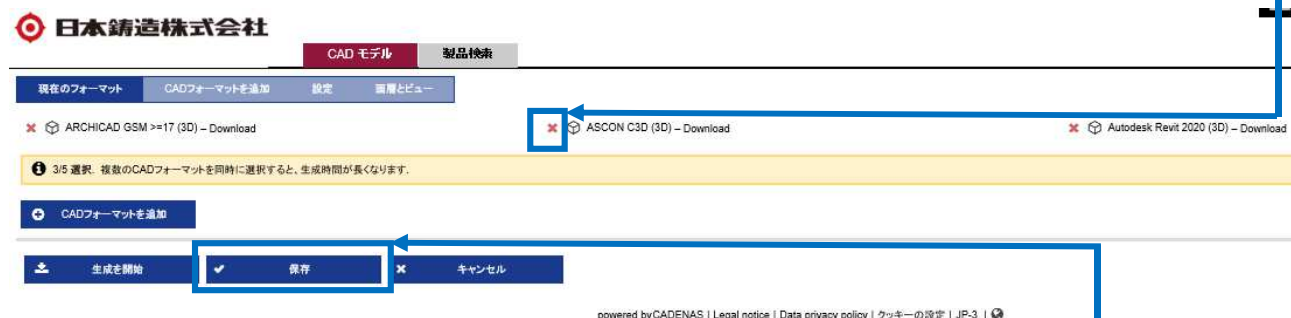 日本鋳造株式会社
CAD モデル 製品検索
現在のフォーマット CADフォーマットを追加 設定 画層とビュー
ARCHICAD GSM >=17 (3D) – Download ASCON C3D (3D) – Download Autodesk Revit 2020 (3D) – Download
3/5 選択. 複数のCADフォーマットを同時に選択すると、生成時間が長くなります.
CADフォーマットを追加
生成を開始 保存 キャンセル
powered by CADENAS | Legal notice | Data privacy policy | クッキーの設定 | JP-3 |